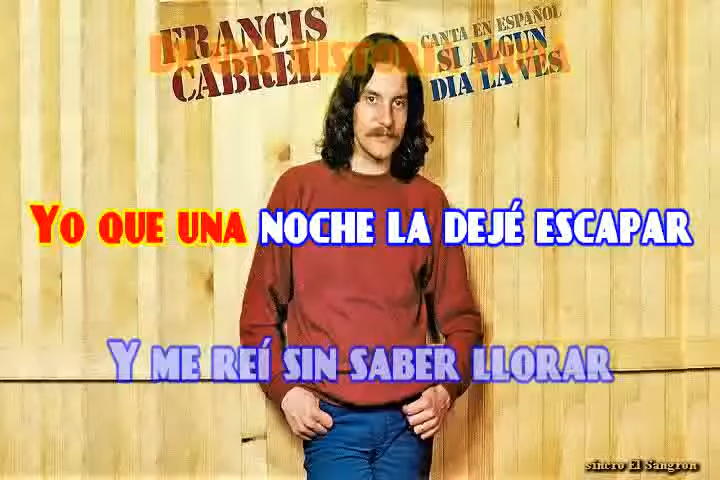 FRANCIS
CABREL
CANTA EN ESPAÑOL
SI ALGUN
DIA LA VES
Yo que una noche la dejé escapar
Y me reí sin saber llorar
sincro El Sangron